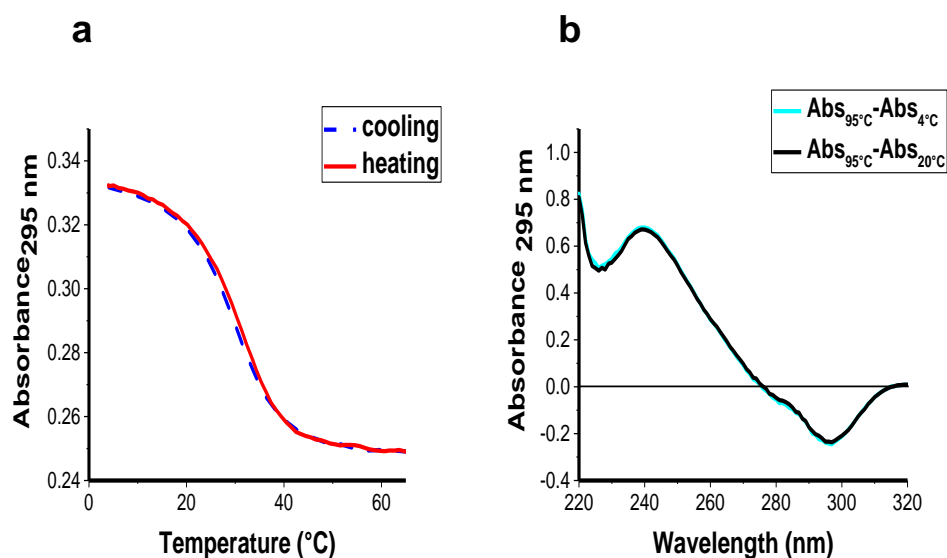 a
b
cooling
heating
Abs95°C-Abs4°C
Abs95°C-Abs20°C
Absorbance295 nm
0.34
0.32
0.30
0.28
0.26
0.24
0
20
40
60
Temperature (°C)
Absorbance 295 nm
1.0
0.8
0.6
0.4
0.2
0.0
-0.2
-0.4
220
240
260
280
300
320
Wavelength (nm)